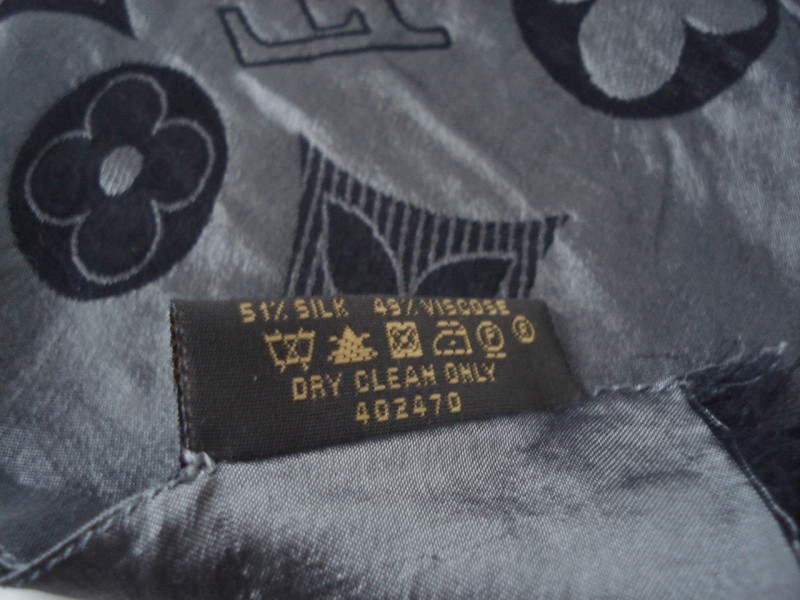 51% SILK 49% VISCOSE
DRY CLEAN ONLY
402470